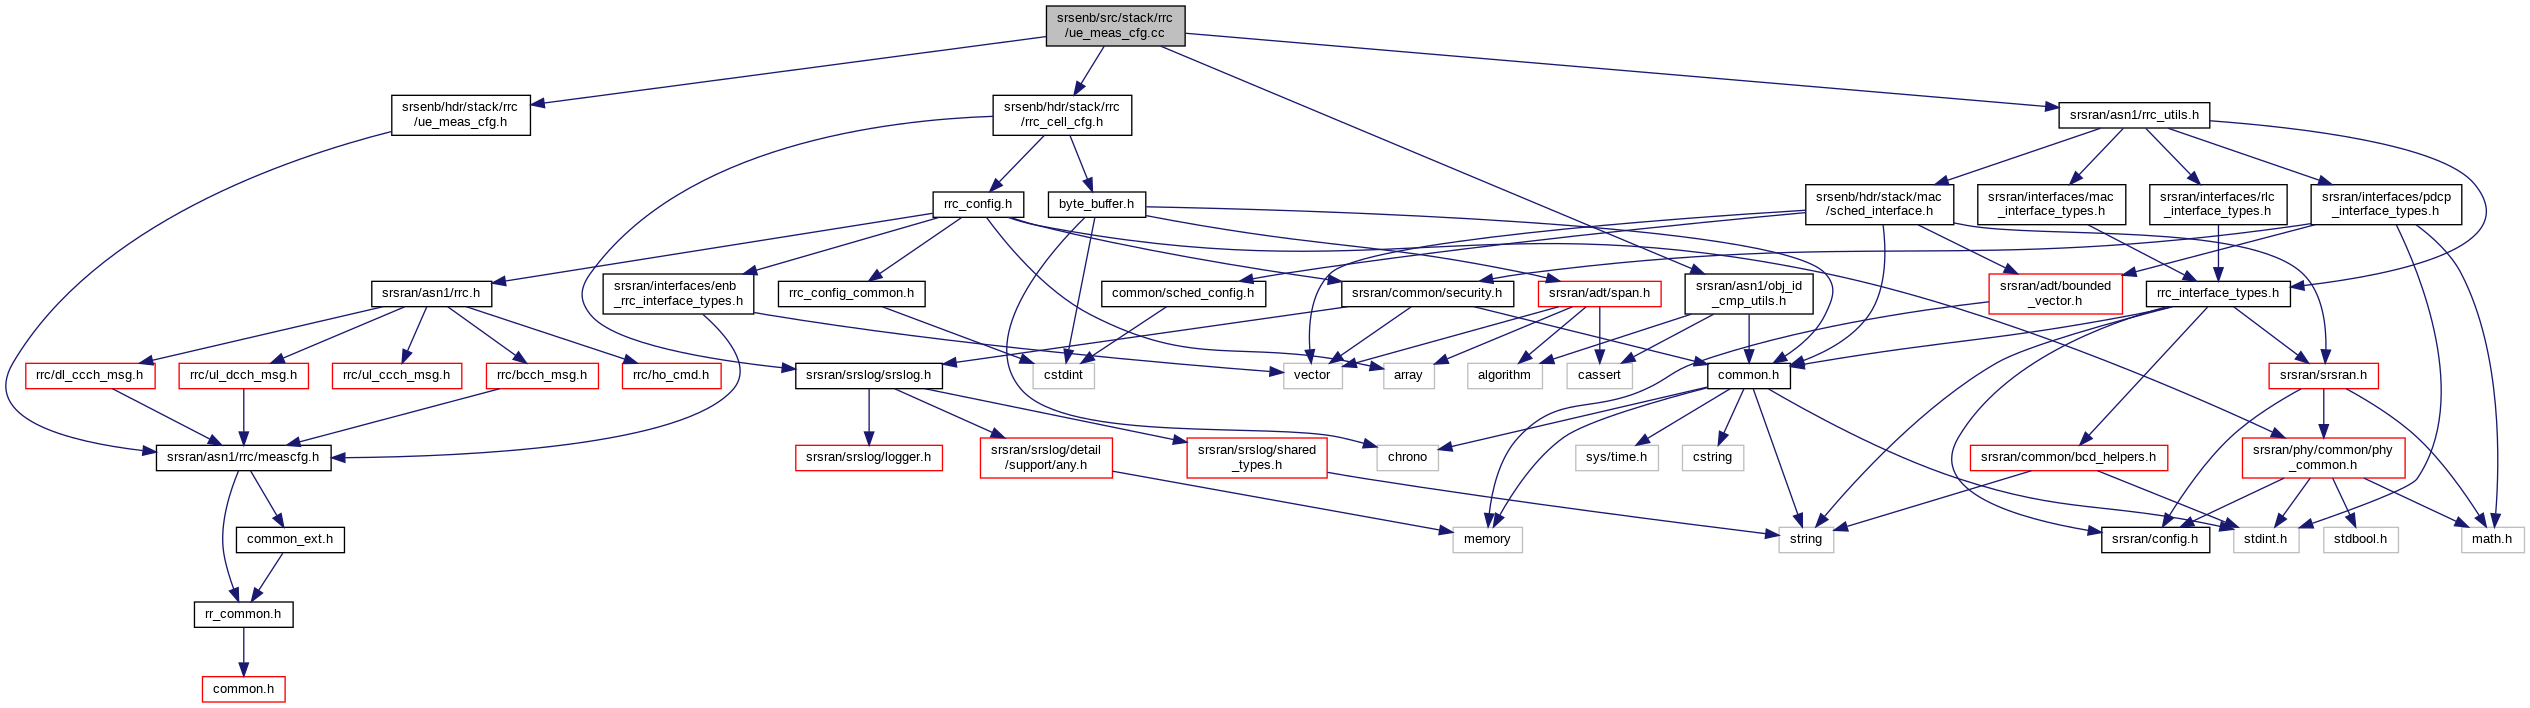 srsenb/src/stack/rrc
/ue_meas_cfg.cc
srsenb/hdr/stack/rrc
/ue_meas_cfg.h
srsenb/hdr/stack/rrc
/rrc_cell_cfg.h
srsran/asn1/rrc_utils.h
rrc_config.h
byte_buffer.h
srsenb/hdr/stack/mac
/sched_interface.h
srsran/interfaces/mac
_interface_types.h
srsran/interfaces/rlc
_interface_types.h
srsran/interfaces/pdcp
_interface_types.h
srsran/asn1/rrc.h
srsran/interfaces/enb
_rrc_interface_types.h
rrc_config_common.h
common/sched_config.h
srsran/common/security.h
srsran/adt/span.h
srsran/asn1/obj_id
_cmp_utils.h
srsran/adt/bounded
_vector.h
rrc_interface_types.h
rrc/dl_ccch_msg.h
rrc/ul_dcch_msg.h
rrc/ul_ccch_msg.h
rrc/bcch_msg.h
rrc/ho_cmd.h
srsran/srslog/srslog.h
cstdint
vector
array
algorithm
cassert
common.h
srsran/srsran.h
srsran/asn1/rrc/meascfg.h
srsran/srslog/logger.h
srsran/srslog/detail
/support/any.h
srsran/srslog/shared
_types.h
chrono
sys/time.h
cstring
srsran/common/bcd_helpers.h
srsran/phy/common/phy
_common.h
common_ext.h
memory
string
srsran/config.h
stdint.h
stdbool.h
math.h
rr_common.h
common.h